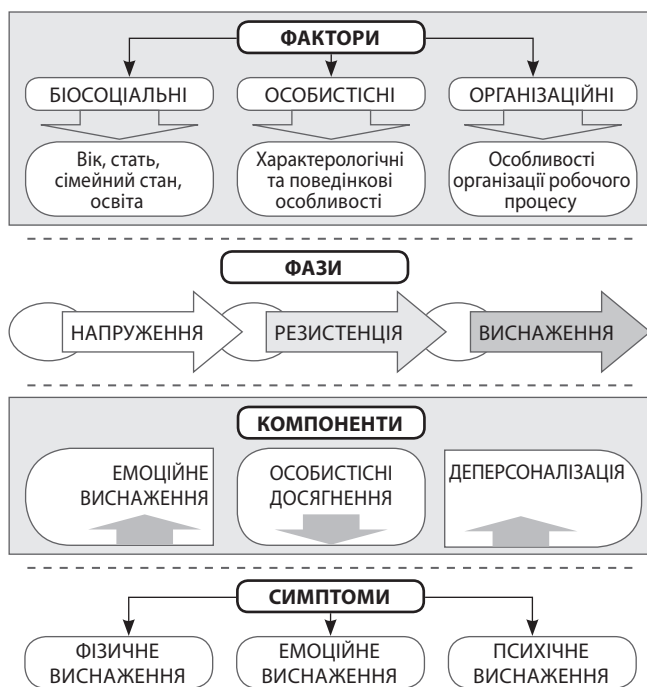 ФАКТОРИ
БІОСОЦІАЛЬНІ
ОСОБИСТІСНІ
ОРГАНІЗАЦІЙНІ
Вік, стать,
сімейний стан,
освіта
Характерологічні
та поведінкові
особливості
Особливості
організації робочого
процесу
ФАЗИ
НАПРУЖЕННЯ
РЕЗИСТЕНЦІЯ
ВИСНАЖЕННЯ
КОМПОНЕНТИ
ЕМОЦІЙНЕ
ВИСНАЖЕННЯ
ОСОБИСТІСНІ
ДОСЯГНЕННЯ
ДЕПЕРСОНАЛІЗАЦІЯ
СИМПТОМИ
ФІЗИЧНЕ
ВИСНАЖЕННЯ
ЕМОЦІЙНЕ
ВИСНАЖЕННЯ
ПСИХІЧНЕ
ВИСНАЖЕННЯ